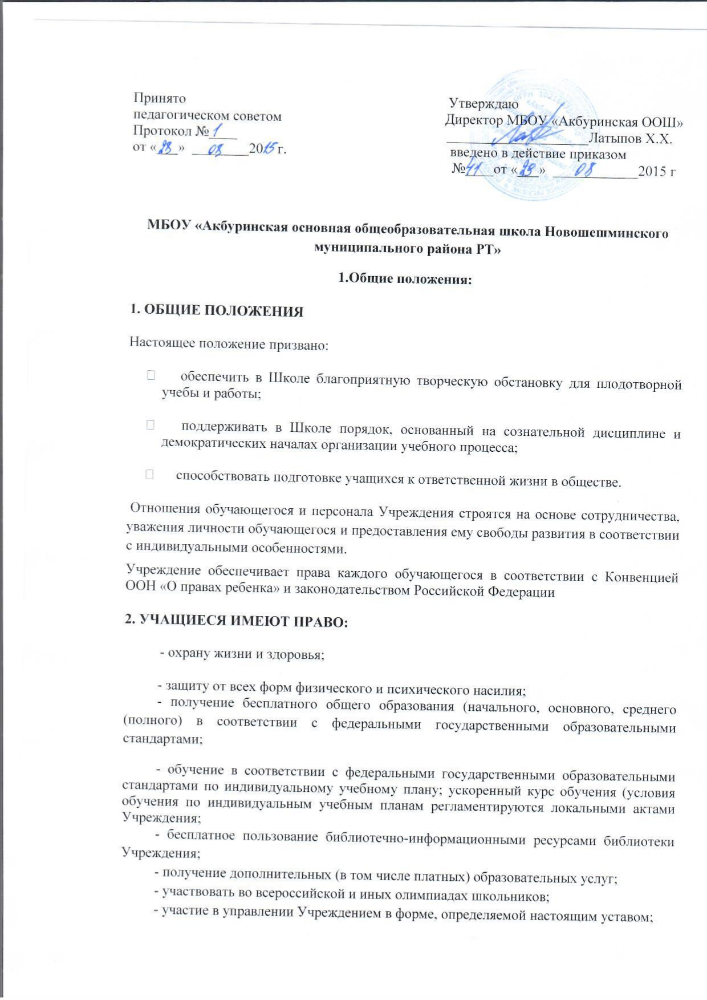 Принято
педагогическом советом
Протокол № 1
от «    » 08 2015 г.
Утверждаю
Директор МБОУ «Акбуринская ООШ»
Латыпов Х.Х.
введено в действие приказом
№ 41 от «    » 08 2015 г
МБОУ «Акбуринская основная общеобразовательная школа Новошешминского
муниципального района РТ»
1.Общие положения:
1. ОБЩИЕ ПОЛОЖЕНИЯ
Настоящее положение призвано:
обеспечить в Школе благоприятную творческую обстановку для плодотворной
учебы и работы;
поддерживать в Школе порядок, основанный на сознательной дисциплине и
демократических началах организации учебного процесса;
способствовать подготовке учащихся к ответственной жизни в обществе.
Отношения обучающегося и персонала Учреждения строятся на основе сотрудничества,
уважения личности обучающегося и предоставления ему свободы развития в соответствии
с индивидуальными особенностями.
Учреждение обеспечивает права каждого обучающегося в соответствии с Конвенцией
ООН «О правах ребенка» и законодательством Российской Федерации
2. УЧАЩИЕСЯ ИМЕЮТ ПРАВО:
- охрану жизни и здоровья;
- защиту от всех форм физического и психического насилия;
- получение бесплатного общего образования (начального, основного, среднего
(полного) в соответствии с федеральными государственными образовательными
стандартами;
- обучение в соответствии с федеральными государственными образовательными
стандартами по индивидуальному учебному плану; ускоренный курс обучения (условия
обучения по индивидуальным учебным планам регламентируются локальными актами
Учреждения;
- бесплатное пользование библиотечно-информационными ресурсами библиотеки
Учреждения;
- получение дополнительных (в том числе платных) образовательных услуг;
- участвовать во всероссийской и иных олимпиадах школьников;
- участие в управлении Учреждением в форме, определяемой настоящим уставом;